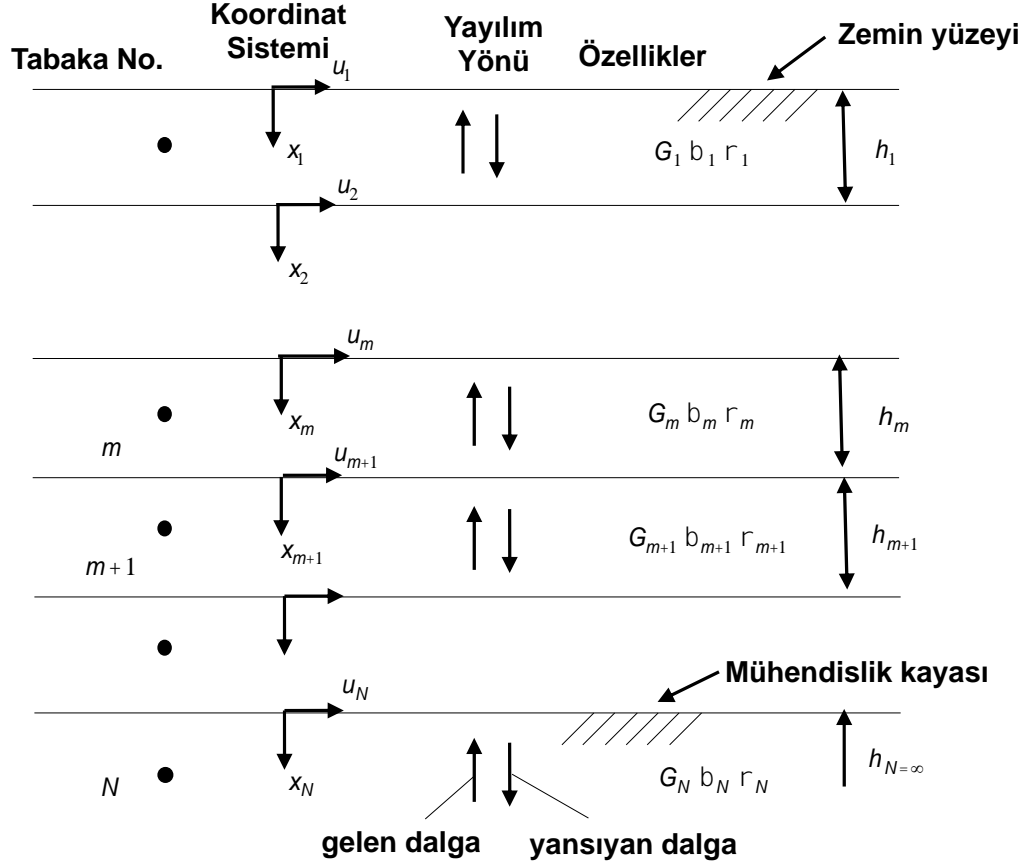 Tabaka No.
Koordinat
Sistemi
Yayılım
Yönü
Özellikler
Zemin yüzeyi
u1
x1
G1 b1 r1
h1
u2
x2
um
m
xm
Gm bm rm
hm
um+1
m+1
xm+1
Gm+1 bm+1 rm+1
hm+1
Mühendislik kayası
uN
N
xN
GN bN rN
hN=∞
gelen dalga
yansıyan dalga